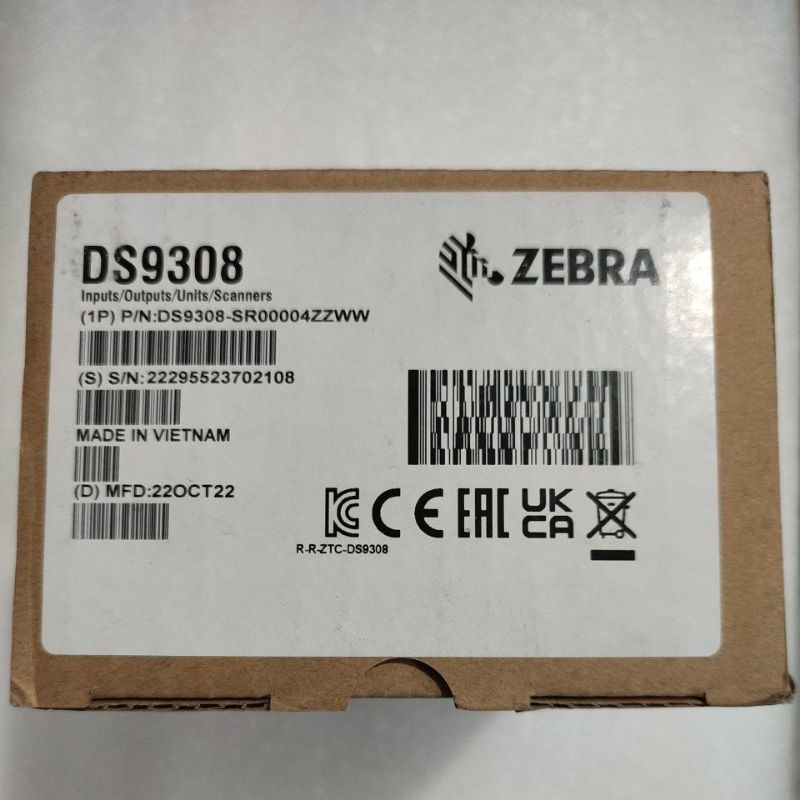 DS9308
ZEBRA
Inputs/Outputs/Units/Scanners
(1P) P/N:DS9308-SR00004ZZWW
(S) S/N:22295523702108
MADE IN VIETNAM
(D) MFD:22OCT22
KC CE EAC UK CA
R-R-ZTC-DS9308